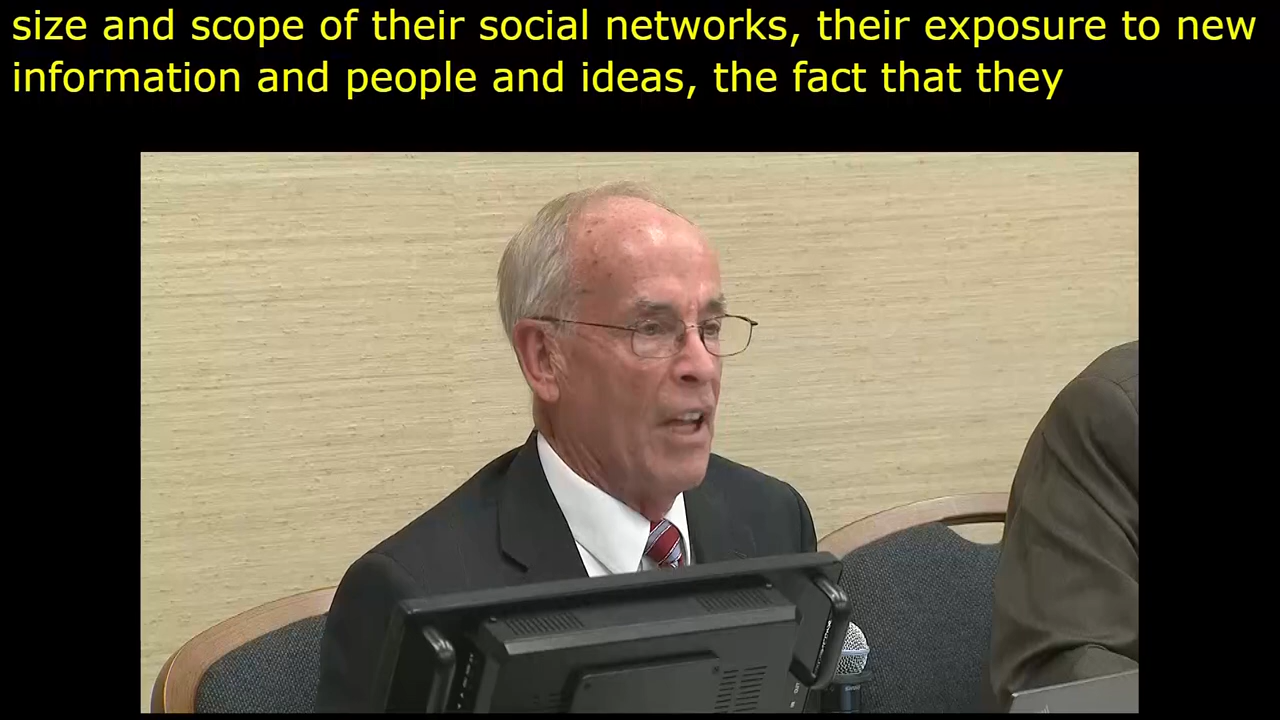 size and scope of their social networks, their exposure to new
information and people and ideas, the fact that they